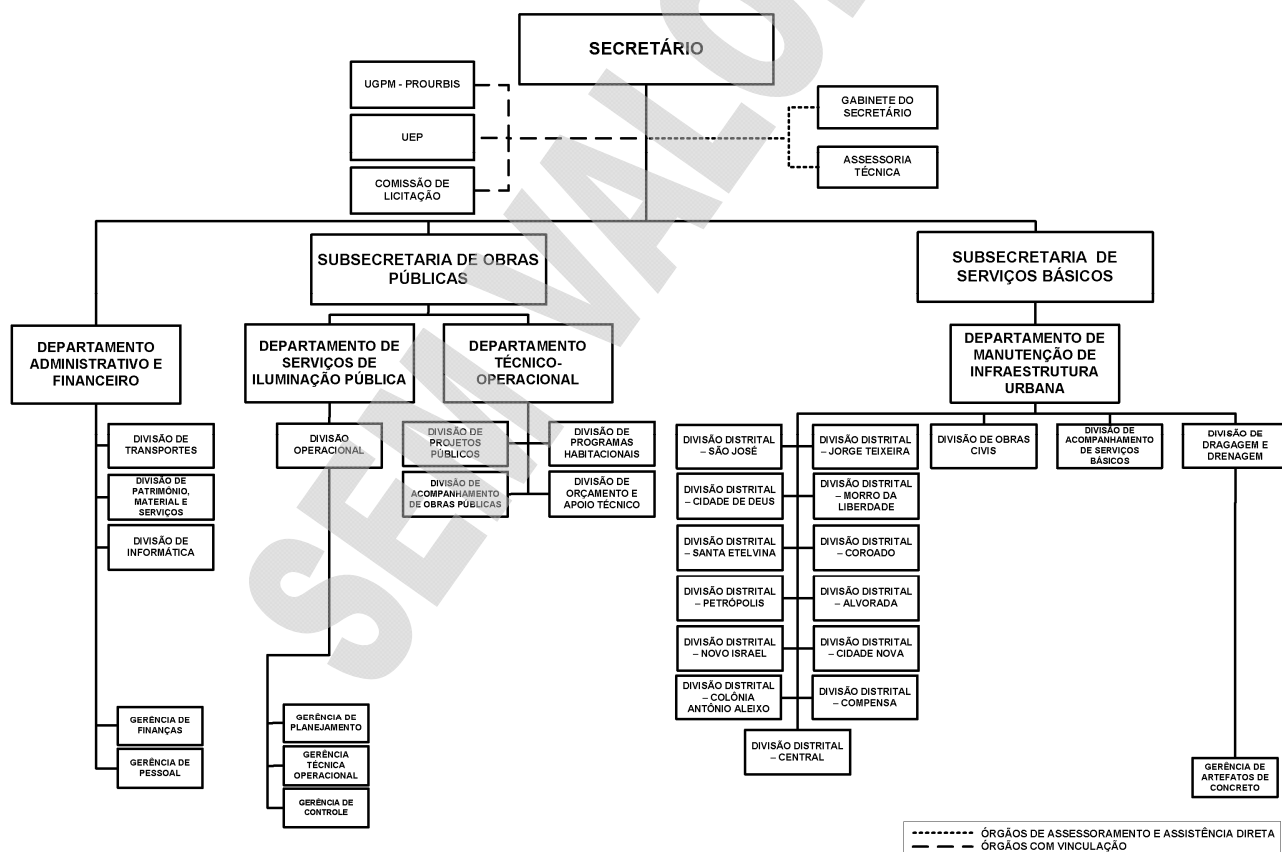 SECRETÁRIO
UGPM - PROURBIS
UEP
COMISSÃO DE
LICITAÇÃO
GABINETE DO
SECRETÁRIO
ASSESSORIA
TÉCNICA
SUBSECRETARIA DE OBRAS
PÚBLICAS
SUBSECRETARIA DE
SERVIÇOS BÁSICOS
DEPARTAMENTO
ADMINISTRATIVO E
FINANCEIRO
DEPARTAMENTO DE
SERVIÇOS DE
ILUMINAÇÃO PÚBLICA
DEPARTAMENTO
TÉCNICO-
OPERACIONAL
DEPARTAMENTO DE
MANUTENÇÃO DE
INFRAESTRUTURA
URBANA
DIVISÃO DE
TRANSPORTES
DIVISÃO DE
PATRIMÔNIO,
MATERIAL E
SERVIÇOS
DIVISÃO DE
INFORMÁTICA
GERÊNCIA DE
FINANÇAS
GERÊNCIA DE
PESSOAL
DIVISÃO
OPERACIONAL
GERÊNCIA DE
PLANEJAMENTO
GERÊNCIA
TÉCNICA
OPERACIONAL
GERÊNCIA DE
CONTROLE
DIVISÃO DE
PROJETOS
PÚBLICOS
DIVISÃO DE
PROGRAMAS
HABITACIONAIS
DIVISÃO DE
ACOMPANHAMENTO
DE OBRAS PÚBLICAS
DIVISÃO DE
ORÇAMENTO E
APOIO TÉCNICO
DIVISÃO DISTRITAL
– SÃO JOSÉ
DIVISÃO DISTRITAL
– JORGE TEIXEIRA
DIVISÃO DISTRITAL
– CIDADE DE DEUS
DIVISÃO DISTRITAL
– MORRO DA
LIBERDADE
DIVISÃO DISTRITAL
– SANTA ETELVINA
DIVISÃO DISTRITAL
– COROADO
DIVISÃO DISTRITAL
– PETRÓPOLIS
DIVISÃO DISTRITAL
– ALVORADA
DIVISÃO DISTRITAL
– NOVO ISRAEL
DIVISÃO DISTRITAL
– CIDADE NOVA
DIVISÃO DISTRITAL
– COLÔNIA
ANTÔNIO ALEIXO
DIVISÃO DISTRITAL
– COMPENSA
DIVISÃO DISTRITAL
– CENTRAL
DIVISÃO DE OBRAS
CIVIS
DIVISÃO DE
ACOMPANHAMENTO
DE SERVIÇOS
BÁSICOS
DIVISÃO DE
DRAGAGEM E
DRENAGEM
GERÊNCIA DE
ARTEFATOS DE
CONCRETO
ÓRGÃOS DE ASSESSORAMENTO E ASSISTÊNCIA DIRETA
ÓRGÃOS COM VINCULAÇÃO
SEM VALO